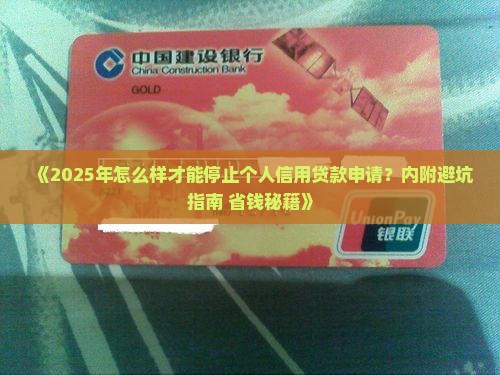 中国建设银行
China Construction Bank
GOLD
《2025年怎么样才能停止个人信用贷款申请？内附避坑
指南 省钱秘籍》
UnionPay
银联